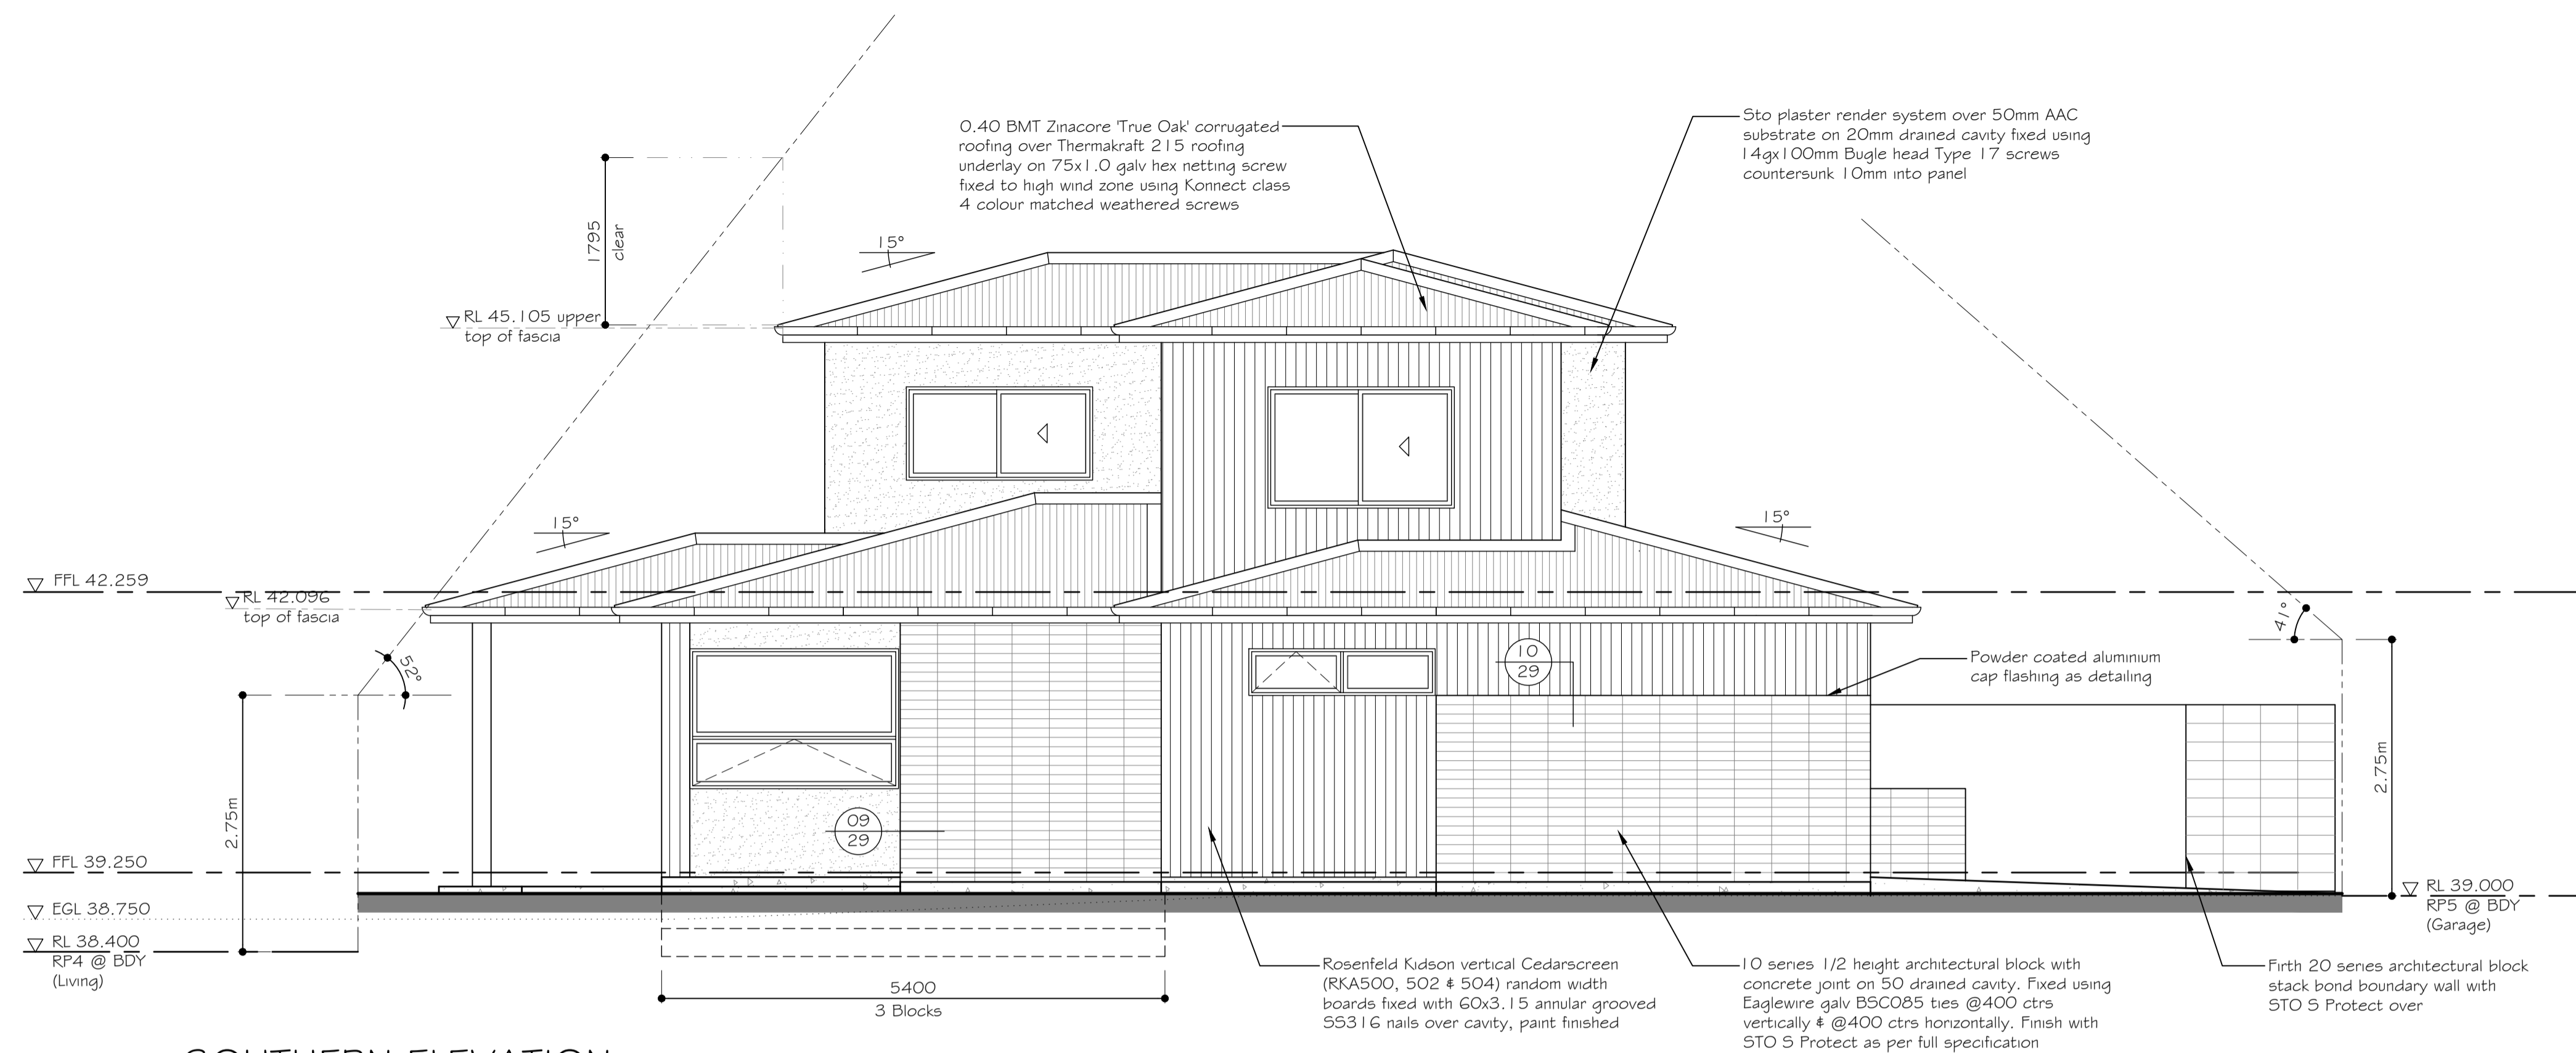 0.40 BMT Zinacore 'True Oak' corrugated
roofing over Thermakraft 215 roofing
underlay on 75x1.0 galv hex netting screw
fixed to high wind zone using Konnect class
4 colour matched weathered screws
Sto plaster render system over 50mm AAC
substrate on 20mm drained cavity fixed using
14gx100mm Bugle head Type 17 screws
countersunk 10mm into panel
1795
clear
15°
RL 45.105 upper
top of fascia
15°
15°
FFL 42.259
RL 42.096
top of fascia
52°
41°
10
29
Powder coated aluminium
cap flashing as detailing
2.75m
2.75m
09
29
FFL 39.250
EGL 38.750
RL 38.400
RP4 @ BDY
(Living)
RL 39.000
RP5 @ BDY
(Garage)
5400
3 Blocks
Rosenfeld Kidson vertical Cedarscreen
(RKA500, 502 & 504) random width
boards fixed with 60x3.15 annular grooved
SS316 nails over cavity, paint finished
10 series 1/2 height architectural block with
concrete joint on 50 drained cavity. Fixed using
Eaglewire galv BSC085 ties @400 ctrs
vertically & @400 ctrs horizontally. Finish with
STO S Protect as per full specification
Firth 20 series architectural block
stack bond boundary wall with
STO S Protect over
SOUTHERN ELEVATION